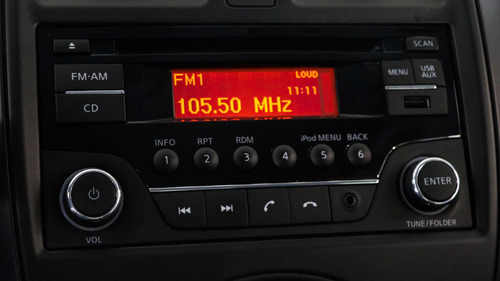 SCAN
FM·AM
CD
FM1 LOUD
11:11
105.50 MHz
MENU
USB
AUX
INFO RPT RDM iPod MENU BACK
1 2 3 4 5 6
VOL
ENTER
TUNE/FOLDER